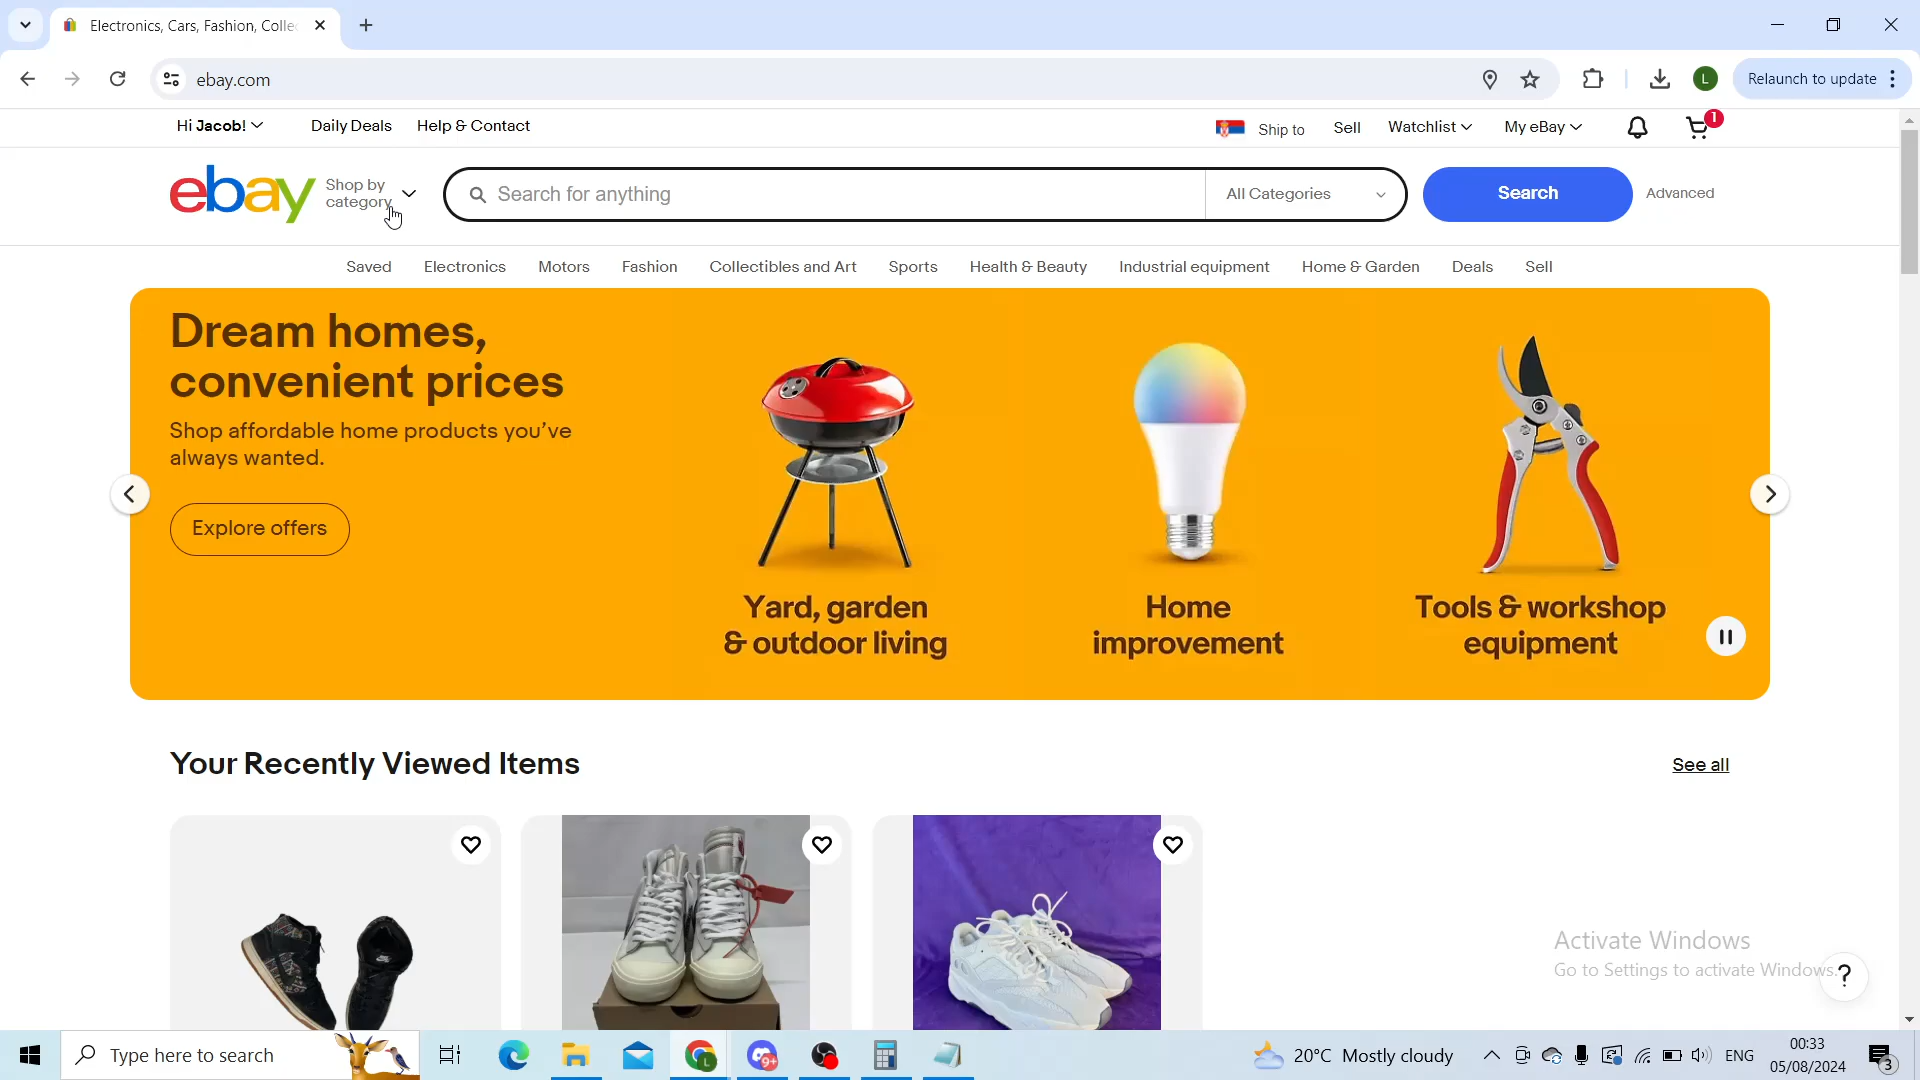 Electronics, Cars, Fashion, Colle
ebay.com
L
Relaunch to update
Hi Jacob!
Daily Deals
Help & Contact
Ship to
Sell
Watchlist
My eBay
1
ebay
Shop by
category
Search for anything
All Categories
Search
Advanced
Saved
Electronics
Motors
Fashion
Collectibles and Art
Sports
Health & Beauty
Industrial equipment
Home & Garden
Deals
Sell
Dream homes,
convenient prices
Shop affordable home products you've
always wanted.
Explore offers
Yard, garden
& outdoor living
Home
improvement
Tools & workshop
equipment
Your Recently Viewed Items
See all
Activate Windows
Go to Settings to activate Windows.
?
Type here to search
L
9+
20°C Mostly cloudy
ENG
00:33
05/08/2024
3